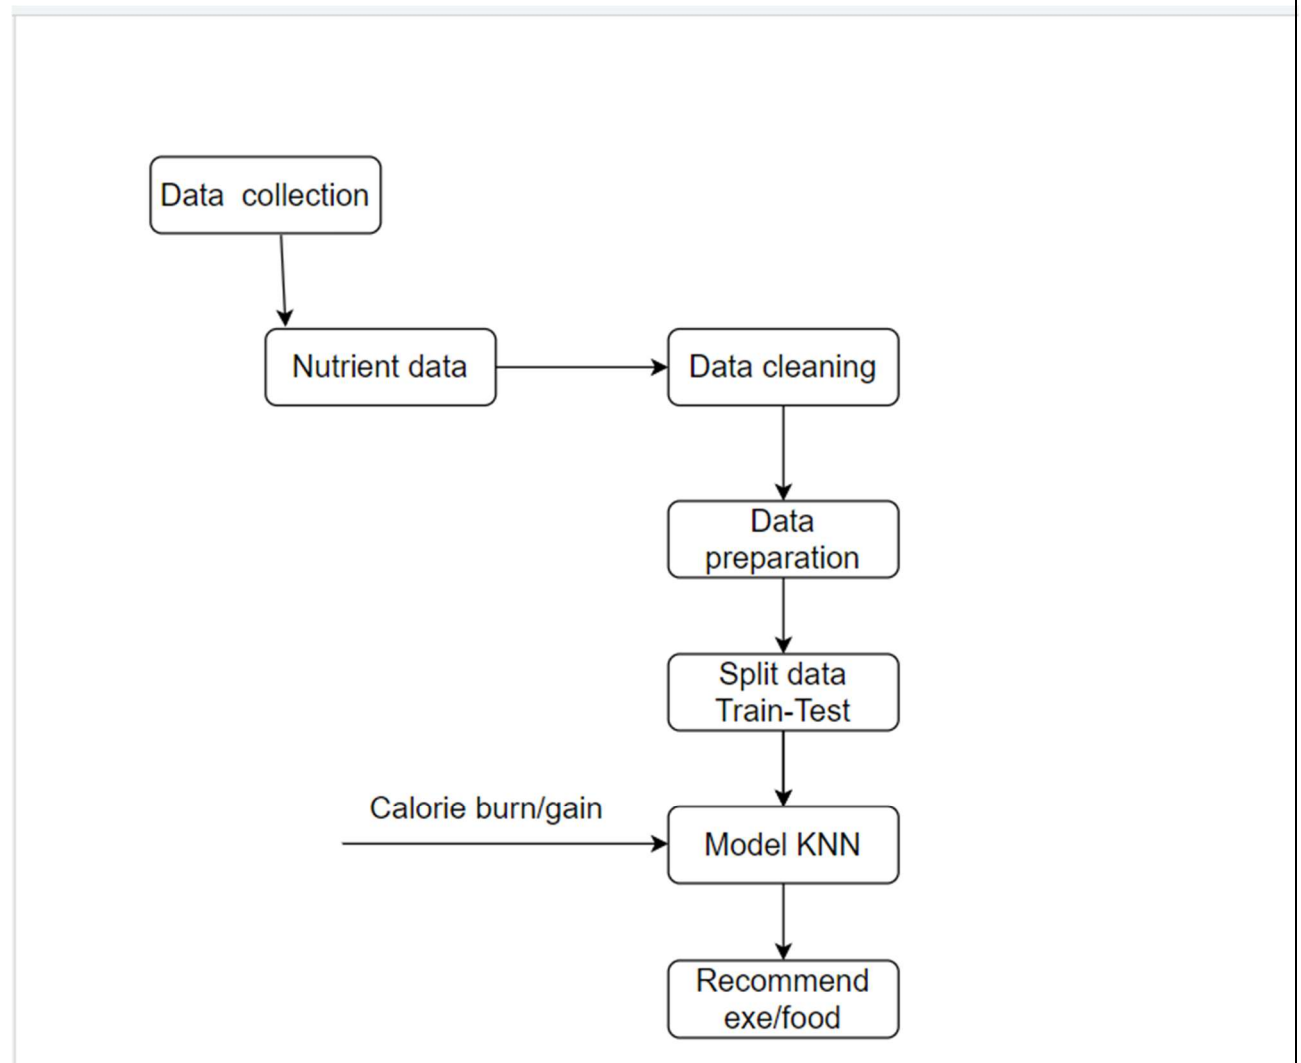 Data  collection
Nutrient data
Data cleaning
Data
preparation
Split data
Train-Test
Calorie burn/gain
Model KNN
Recommend
exe/food